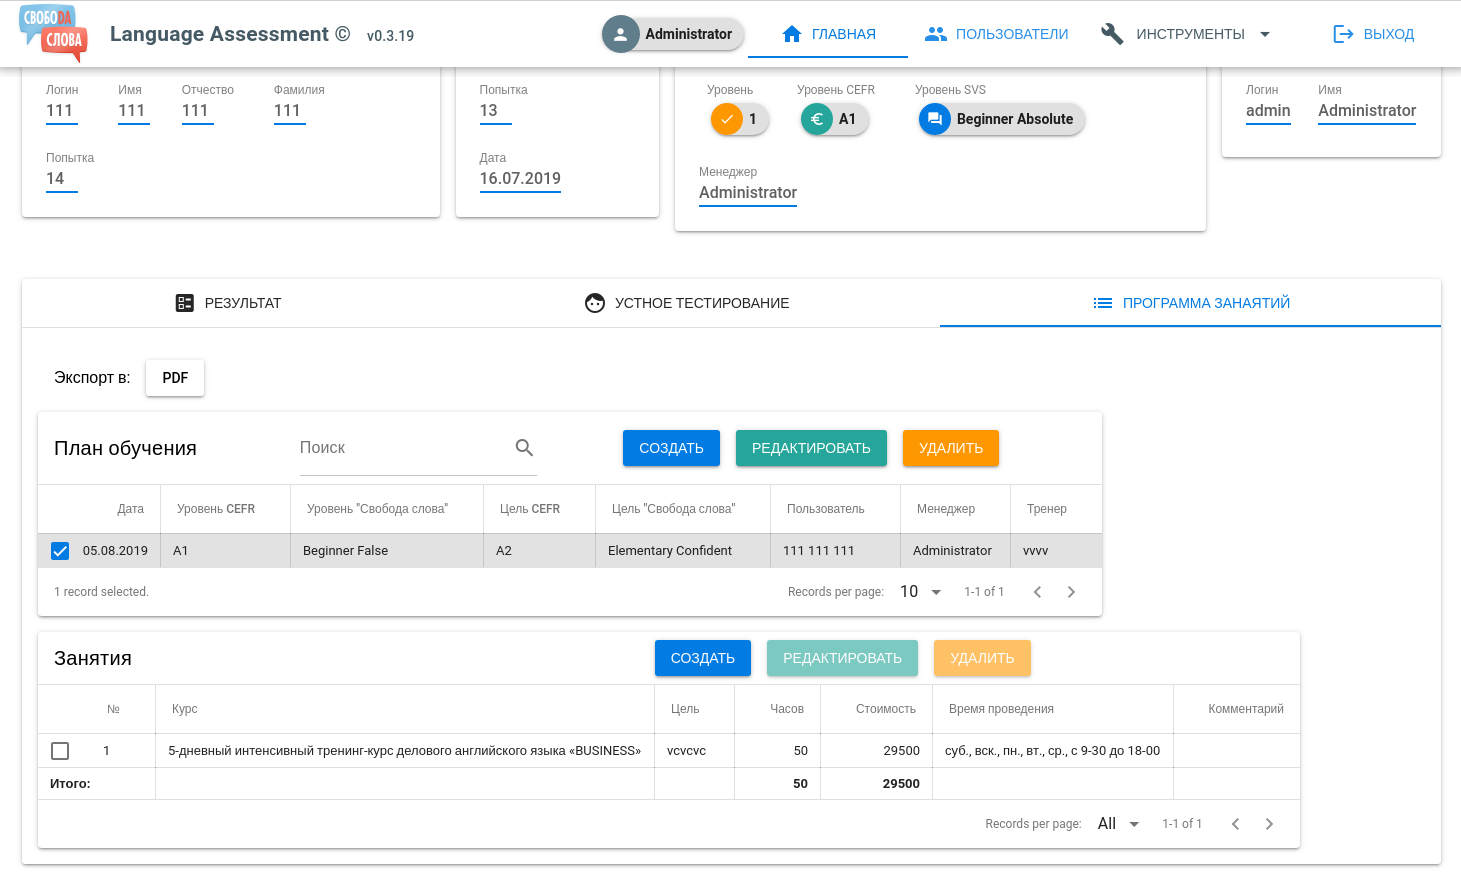 СВОБОDA СЛОВА
Language Assessment © v0.3.19
Administrator
ГЛАВНАЯ
ПОЛЬЗОВАТЕЛИ
ИНСТРУМЕНТЫ
ВЫХОД
Логин Имя Отчество Фамилия
111 111 111 111
Попытка
14
Попытка
13
Дата
16.07.2019
Уровень Уровень CEFR Уровень SVS
1 A1 Beginner Absolute
Менеджер
Administrator
Логин Имя
admin Administrator
РЕЗУЛЬТАТ
УСТНОЕ ТЕСТИРОВАНИЕ
ПРОГРАММА ЗАНАЯТИЙ
Экспорт в: PDF
План обучения Поиск СОЗДАТЬ РЕДАКТИРОВАТЬ УДАЛИТЬ
Дата Уровень CEFR Уровень "Свобода слова" Цель CEFR Цель "Свобода слова" Пользователь Менеджер Тренер
05.08.2019 A1 Beginner False A2 Elementary Confident 111 111 111 Administrator vvvv
1 record selected. Records per page: 10 1-1 of 1
Занятия СОЗДАТЬ РЕДАКТИРОВАТЬ УДАЛИТЬ
№ Курс Цель Часов Стоимость Время проведения Комментарий
1 5-дневный интенсивный тренинг-курс делового английского языка «BUSINESS» vcvcvc 50 29500 суб., вск., пн., вт., ср., с 9-30 до 18-00
Итого: 50 29500
Records per page: All 1-1 of 1